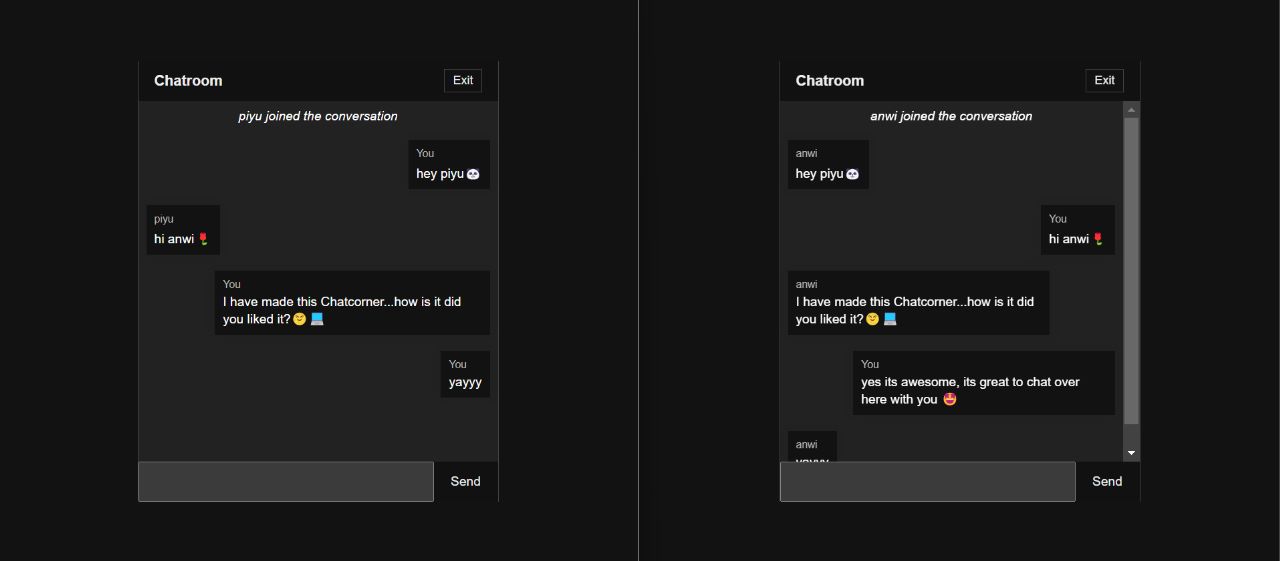 Chatroom
Exit
piyu joined the conversation
You
hey piyu🐼
piyu
hi anwi 🌷
You
I have made this Chatcorner...how is it did
you liked it?😊 💻
You
yayyy
Send
Chatroom
Exit
anwi joined the conversation
anwi
hey piyu🐼
You
hi anwi 🌷
anwi
I have made this Chatcorner...how is it did
you liked it?😊 💻
You
yes its awesome, its great to chat over
here with you 🤩
anwi
yayyy
Send